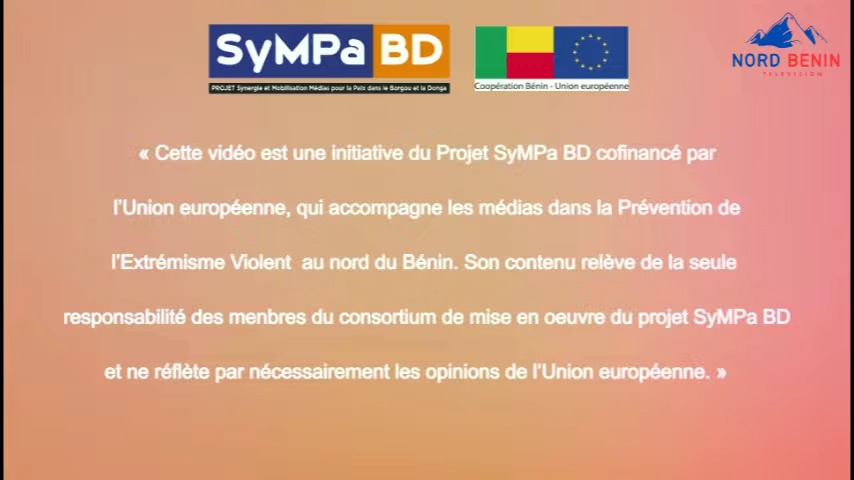 SyMPa BD
PROJET Synergie et Mobilisation Médias pour la Paix dans le Borgou et la Donga
Coopération Bénin - Union européenne
NORD BENIN
TELEVISION
« Cette vidéo est une initiative du Projet SyMPa BD cofinancé par
l'Union européenne, qui accompagne les médias dans la Prévention de
l'Extrémisme Violent au nord du Bénin. Son contenu relève de la seule
responsabilité des menbres du consortium de mise en oeuvre du projet SyMPa BD
et ne réflète par nécessairement les opinions de l'Union européenne. »